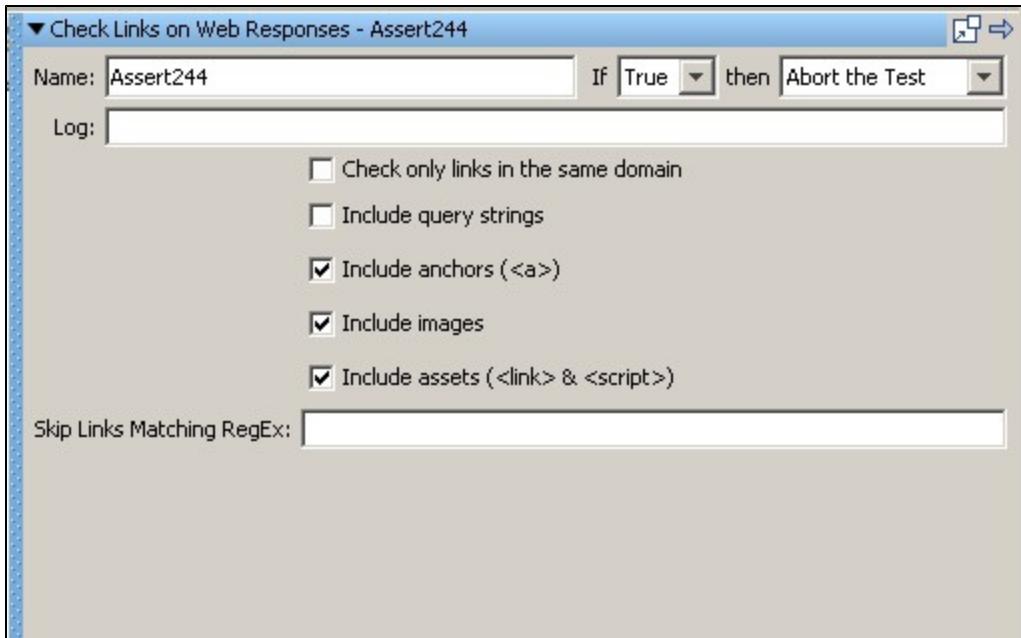 Check Links on Web Responses - Assert244
Name: Assert244 If True then Abort the Test
Log:
Check only links in the same domain
Include query strings
Include anchors (<a>)
Include images
Include assets (<link> & <script>)
Skip Links Matching RegEx: